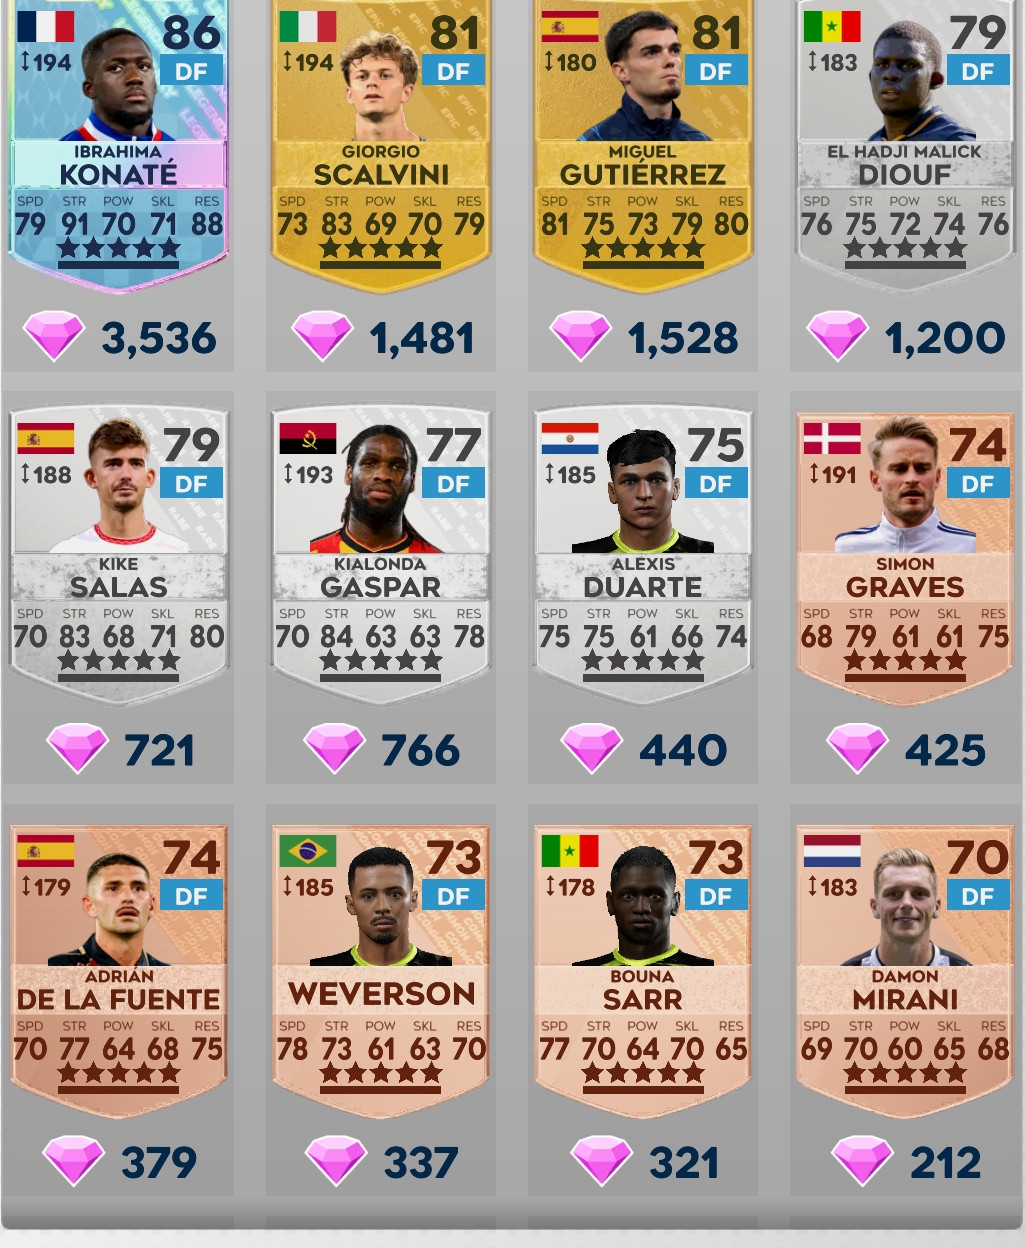 86 81 81 79
↕194 DF ↕194 DF ↕180 DF ↕183 DF
IBRAHIMA GIORGIO MIGUEL EL HADJI MALICK
KONATÉ SCALVINI GUTIÉRREZ DIOUF
SPD STR POW SKL RES SPD STR POW SKL RES SPD STR POW SKL RES SPD STR POW SKL RES
79 91 70 71 88 73 83 69 70 79 81 75 73 79 80 76 75 72 74 76
3,536 1,481 1,528 1,200
79 77 75 74
↕188 DF ↕193 DF ↕185 DF ↕191 DF
KIKE KIALONDA ALEXIS SIMON
SALAS GASPAR DUARTE GRAVES
SPD STR POW SKL RES SPD STR POW SKL RES SPD STR POW SKL RES SPD STR POW SKL RES
70 83 68 71 80 70 84 63 63 78 75 75 61 66 74 68 79 61 61 75
721 766 440 425
74 73 73 70
↕179 DF ↕185 DF ↕178 DF ↕183 DF
ADRIÁN BOUNA DAMON
DE LA FUENTE WEVERSON SARR MIRANI
SPD STR POW SKL RES SPD STR POW SKL RES SPD STR POW SKL RES SPD STR POW SKL RES
70 77 64 68 75 78 73 61 63 70 77 70 64 70 65 69 70 60 65 68
379 337 321 212